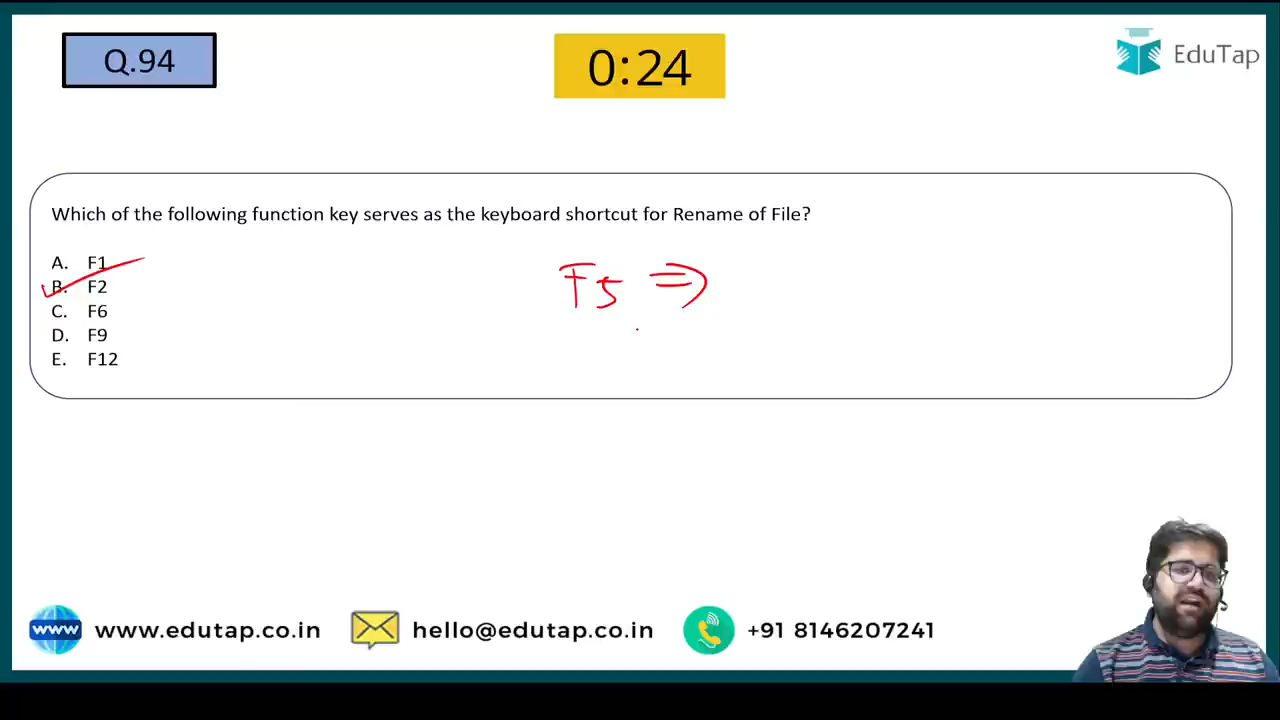 Q.94
0:24
EduTap
Which of the following function key serves as the keyboard shortcut for Rename of File?
A. F1
B. F2
C. F6
D. F9
E. F12
F5 ⇒
www
www.edutap.co.in
hello@edutap.co.in
+91 8146207241